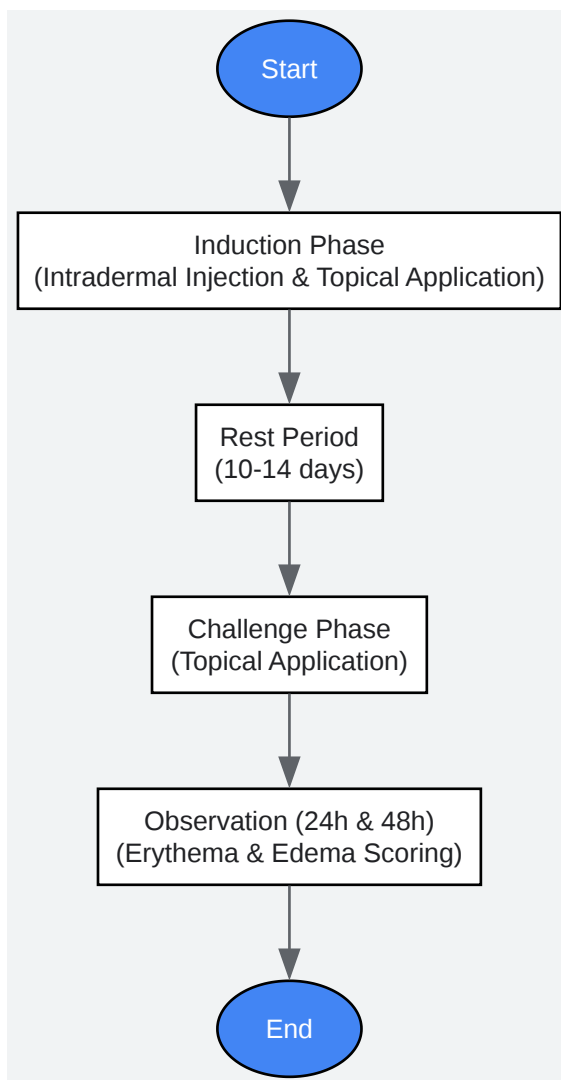 Start
Induction Phase
(Intradermal Injection & Topical Application)
Rest Period
(10-14 days)
Challenge Phase
(Topical Application)
Observation (24h & 48h)
(Erythema & Edema Scoring)
End